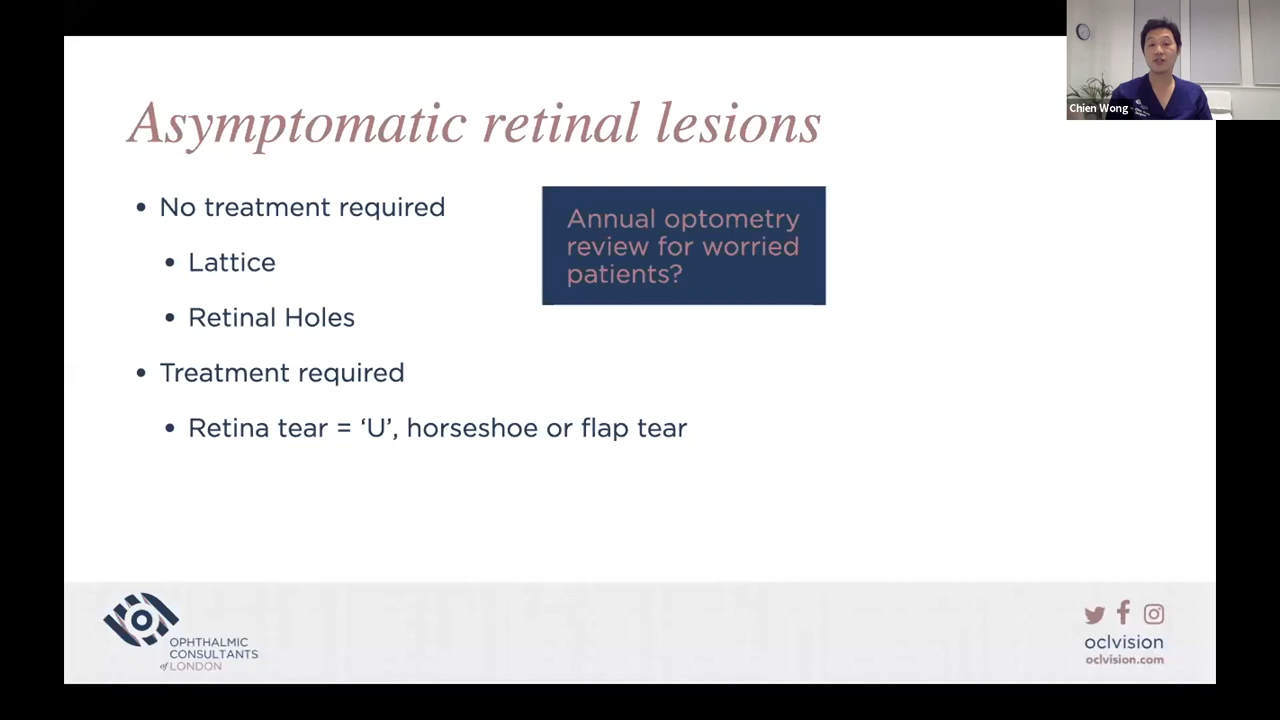 Chien Wong
Asymptomatic retinal lesions
• No treatment required
• Lattice
• Retinal Holes
• Treatment required
• Retina tear = ‘U’, horseshoe or flap tear
Annual optometry
review for worried
patients?
OPHTHALMIC
CONSULTANTS
of LONDON
oclvision
oclvision.com